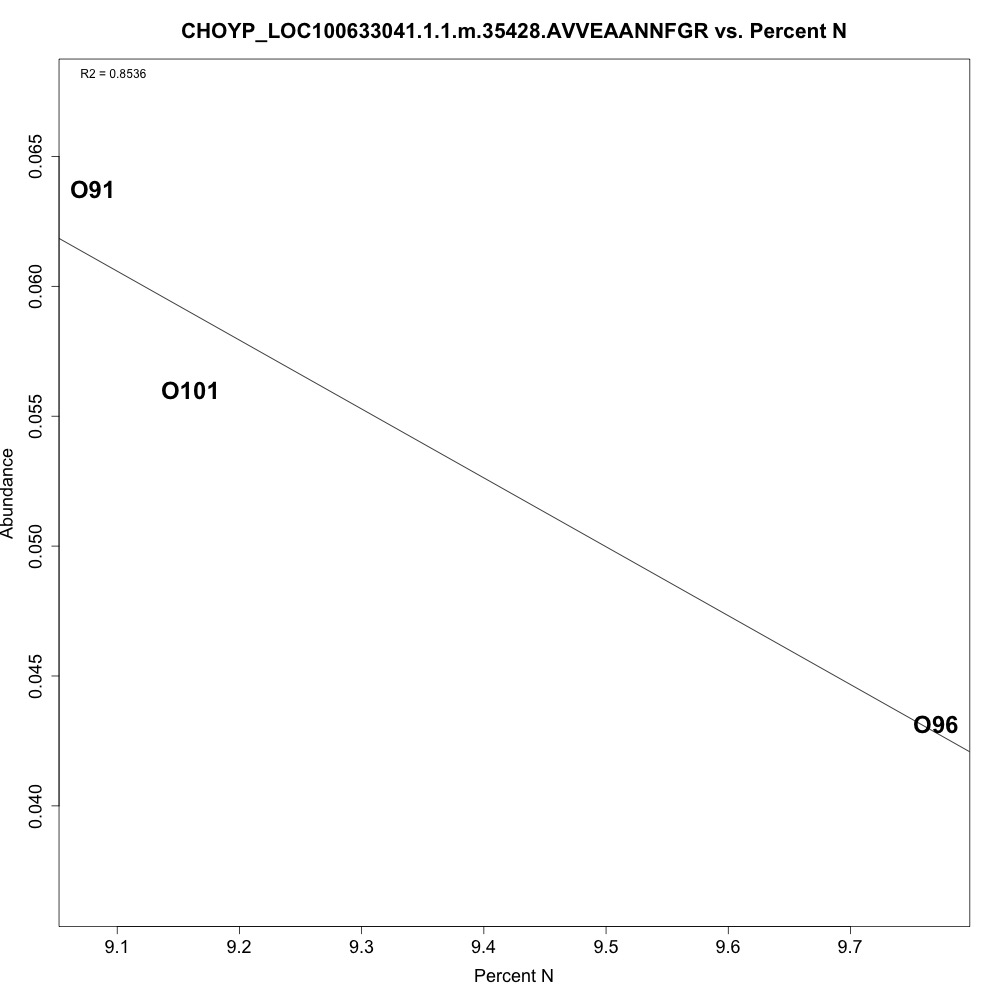 CHOYP_LOC100633041.1.1.m.35428.AVVEAANNFGR vs. Percent N
R2 = 0.8536
0.065
0.060
0.055
0.050
0.045
0.040
Abundance
O91
O101
O96
9.1 9.2 9.3 9.4 9.5 9.6 9.7
Percent N